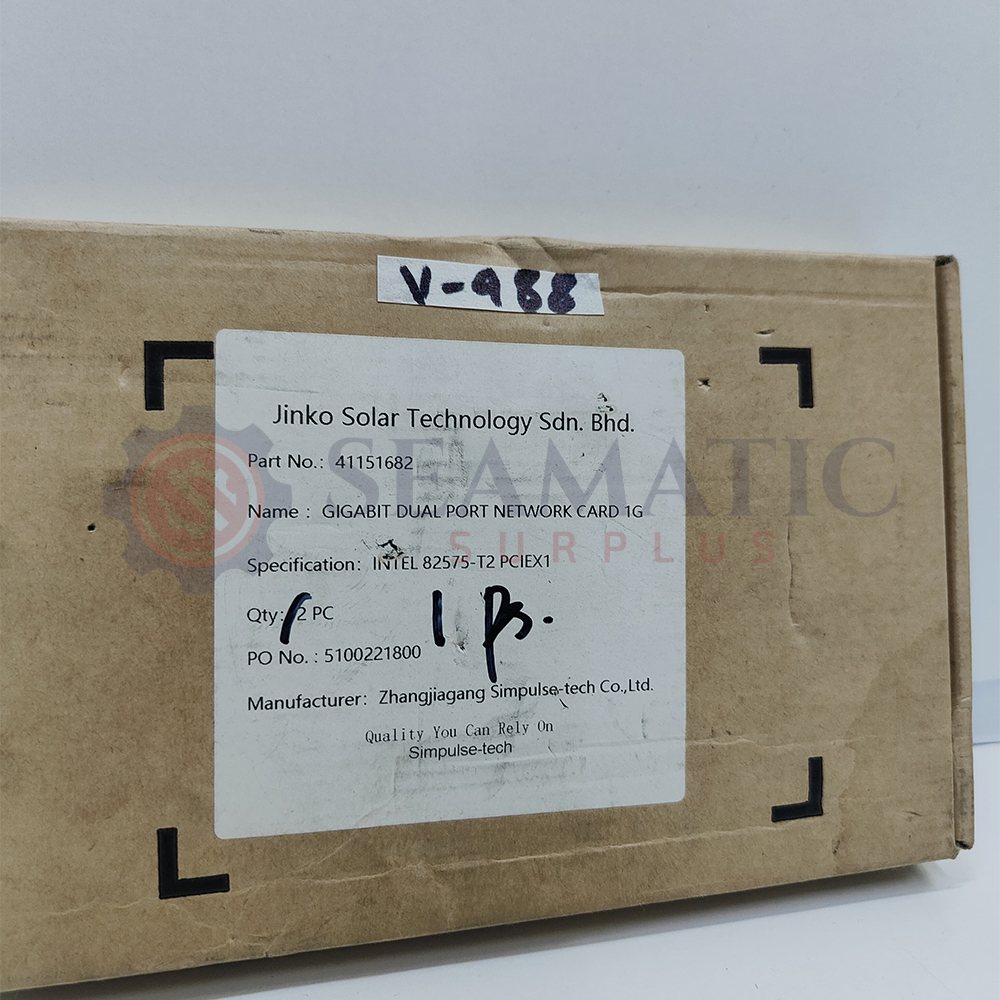 V-988
Jinko Solar Technology Sdn. Bhd.
Part No.: 41151682
SEAMATIC
Name : GIGABIT DUAL PORT NETWORK CARD 1G
SURPLUS
Specification: INTEL 82575-T2 PCIEX1
Qty: 2 PC 1 Ps.
PO No. : 5100221800
Manufacturer: Zhangjiagang Simpulse-tech Co.,Ltd.
Quality You Can Rely On
Simpulse-tech